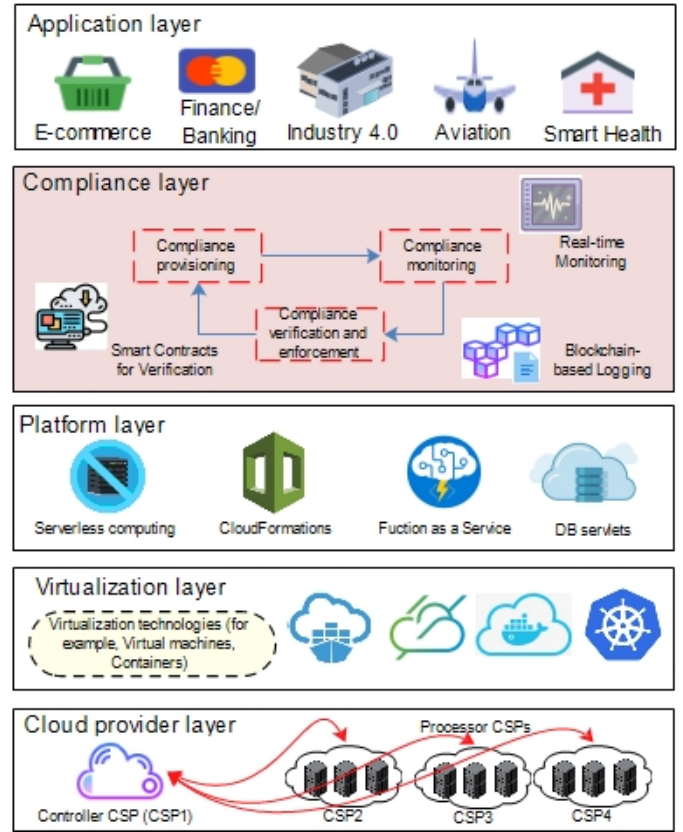 Application layer
E-commerce
Finance/
Banking
Industry 4.0
Aviation
Smart Health
Compliance layer
Compliance
provisioning
Compliance
monitoring
Real-time
Monitoring
Compliance
verification and
enforcement
Smart Contracts
for Verification
Blockchain-
based Logging
Platform layer
Serverless computing
CloudFormations
Fuction as a Service
DB servlets
Virtualization layer
Virtualization technologies (for
example, Virtual machines,
Containers)
Cloud provider layer
Processor CSPs
Controller CSP (CSP1)
CSP2
CSP3
CSP4